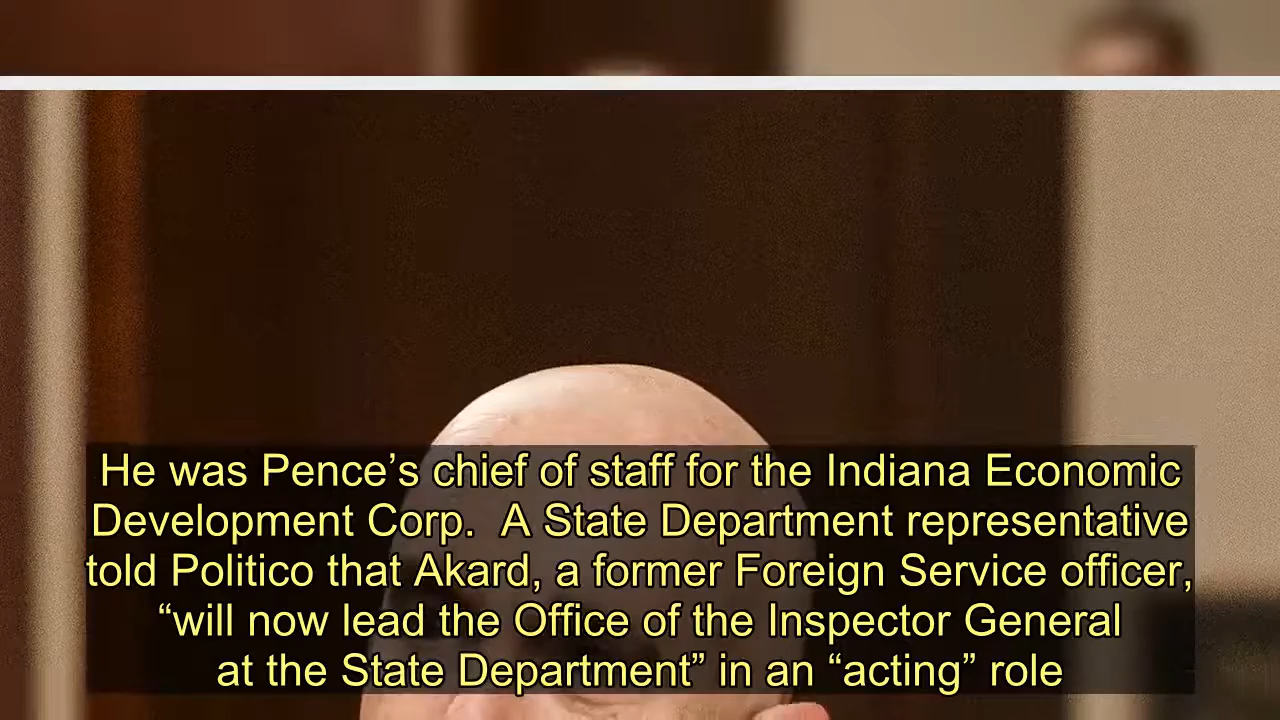 He was Pence’s chief of staff for the Indiana Economic
Development Corp.  A State Department representative
told Politico that Akard, a former Foreign Service officer,
“will now lead the Office of the Inspector General
at the State Department” in an “acting” role